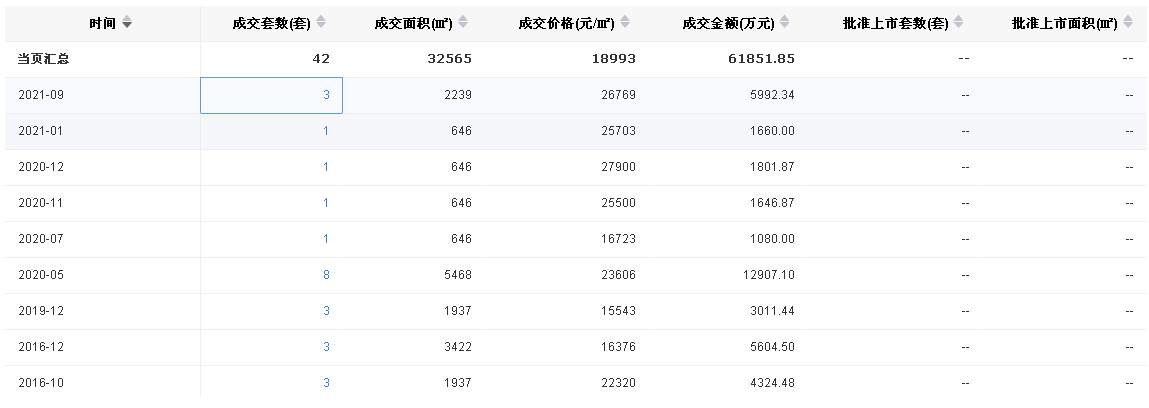 时间 成交套数(套) 成交面积(㎡) 成交价格(元/㎡) 成交金额(万元) 批准上市套数(套) 批准上市面积(㎡)
当页汇总 42 32565 18993 61851.85 -- --
2021-09 3 2239 26769 5992.34 -- --
2021-01 1 646 25703 1660.00 -- --
2020-12 1 646 27900 1801.87 -- --
2020-11 1 646 25500 1646.87 -- --
2020-07 1 646 16723 1080.00 -- --
2020-05 8 5468 23606 12907.10 -- --
2019-12 3 1937 15543 3011.44 -- --
2016-12 3 3422 16376 5604.50 -- --
2016-10 3 1937 22320 4324.48 -- --